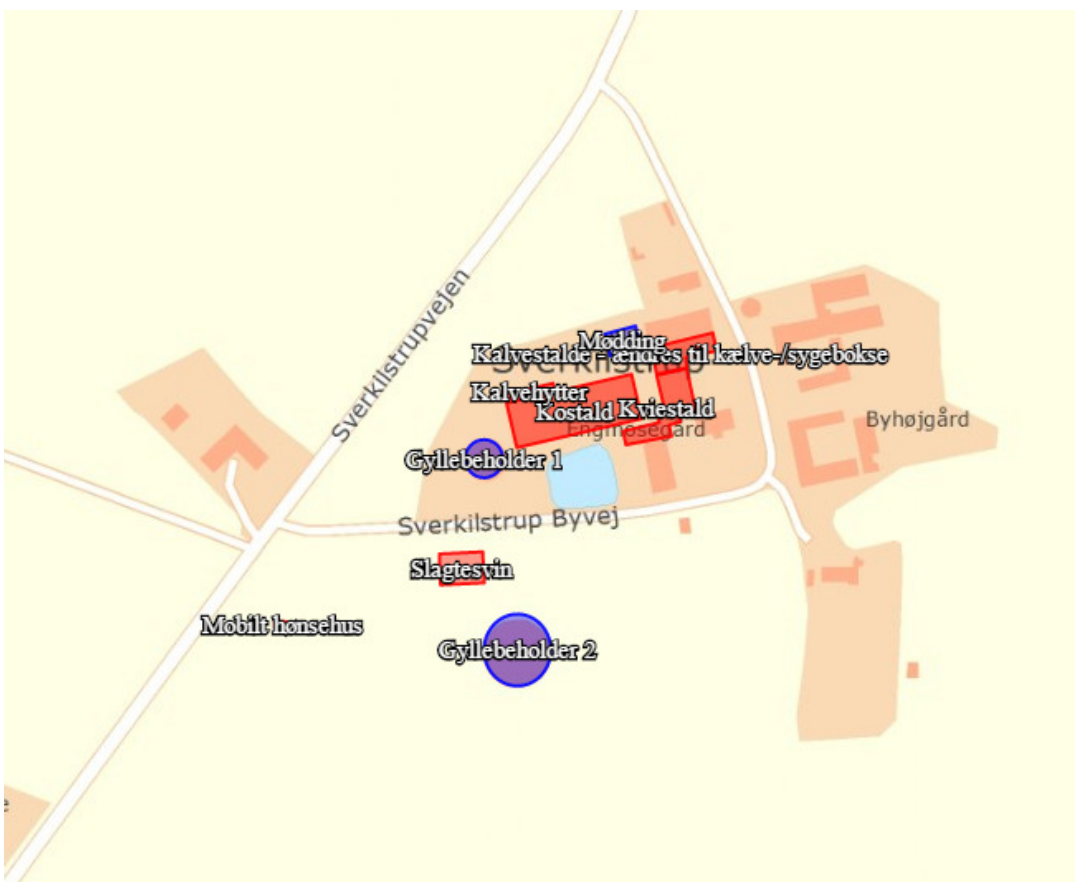 Sverkilstrupvejen
Mødding
Kalvestalde - ændres til kælve-/sygebokse
Sverkilstrup
Kalvehytter
Kostald
Kviestald
Engmosegård
Byhøjgård
Gyllebeholder 1
Sverkilstrup Byvej
Slagtesvin
Mobilt hønsehus
Gyllebeholder 2
e